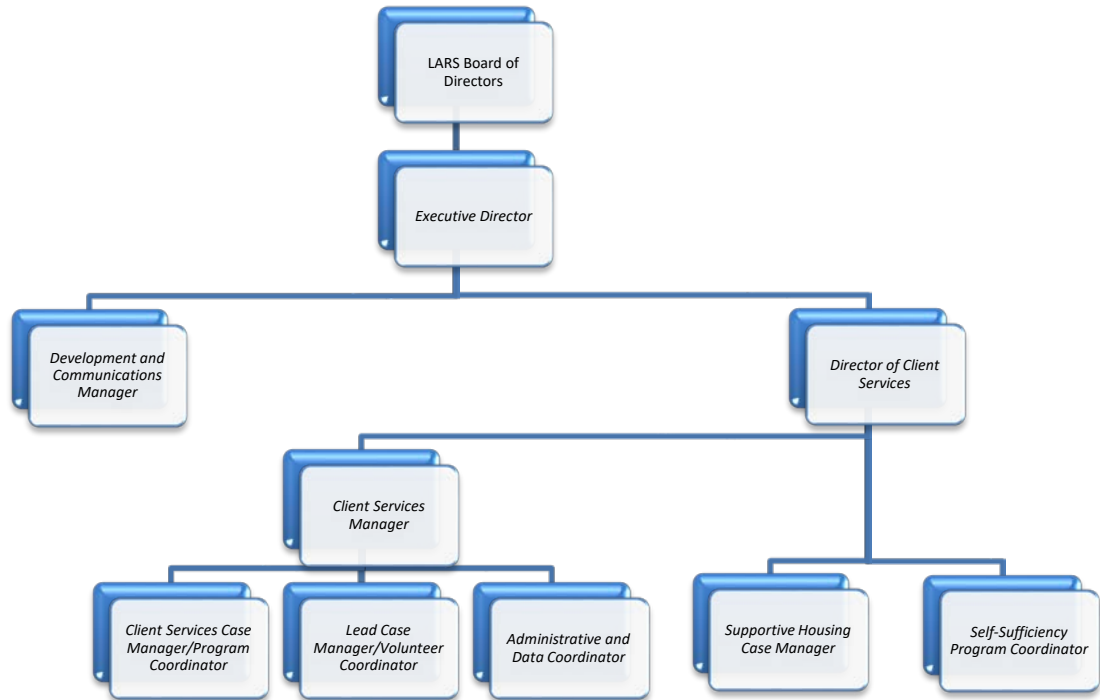 LARS Board of
Directors
Executive Director
Development and
Communications
Manager
Director of Client
Services
Client Services
Manager
Client Services Case
Manager/Program
Coordinator
Lead Case
Manager/Volunteer
Coordinator
Administrative and
Data Coordinator
Supportive Housing
Case Manager
Self-Sufficiency
Program Coordinator